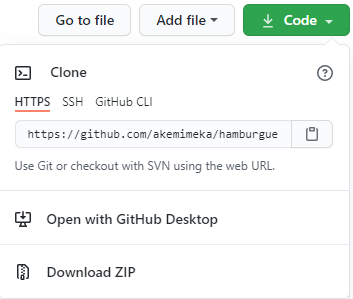 Go to file Add file Code
Clone
HTTPS SSH GitHub CLI
https://github.com/akemimeka/hamburgue
Use Git or checkout with SVN using the web URL.
Open with GitHub Desktop
Download ZIP